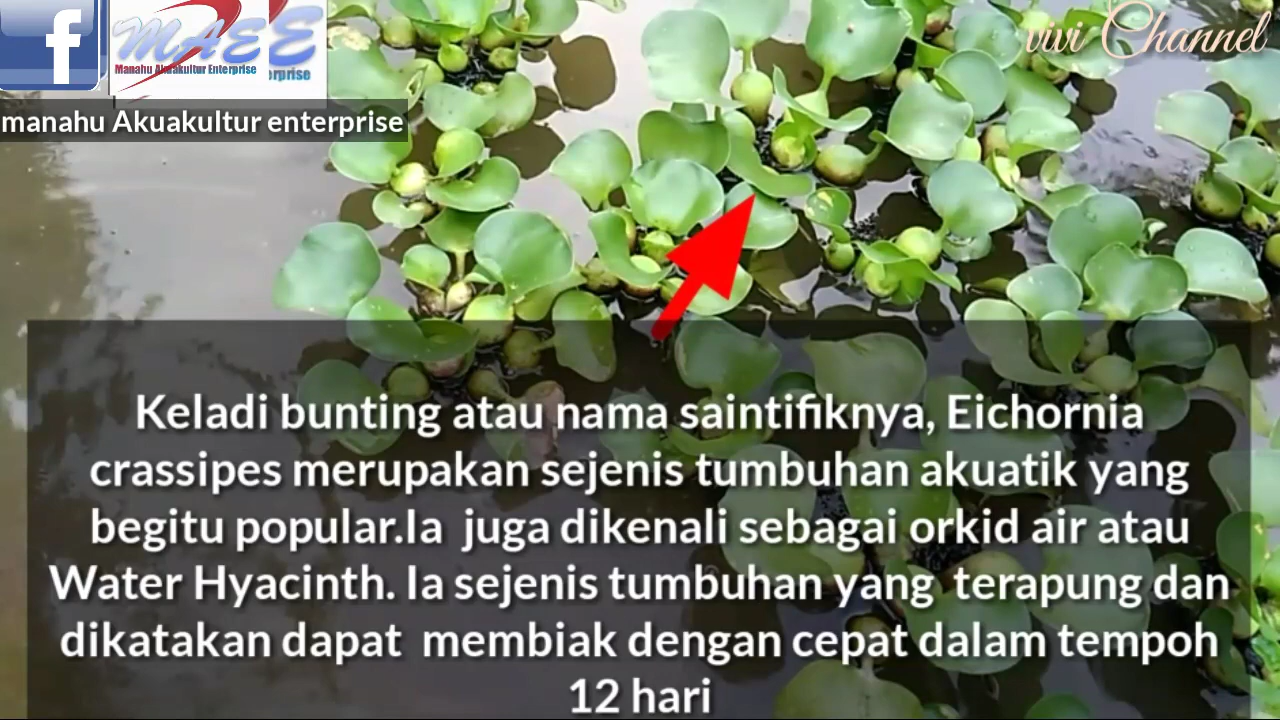 f
MAEE
Manahu Akuakultur Enterprise
rprise
vivi Channel
manahu Akuakultur enterprise
Keladi bunting atau nama saintifiknya, Eichornia
crassipes merupakan sejenis tumbuhan akuatik yang
begitu popular.Ia juga dikenali sebagai orkid air atau
Water Hyacinth. Ia sejenis tumbuhan yang terapung dan
dikatakan dapat membiak dengan cepat dalam tempoh
12 hari